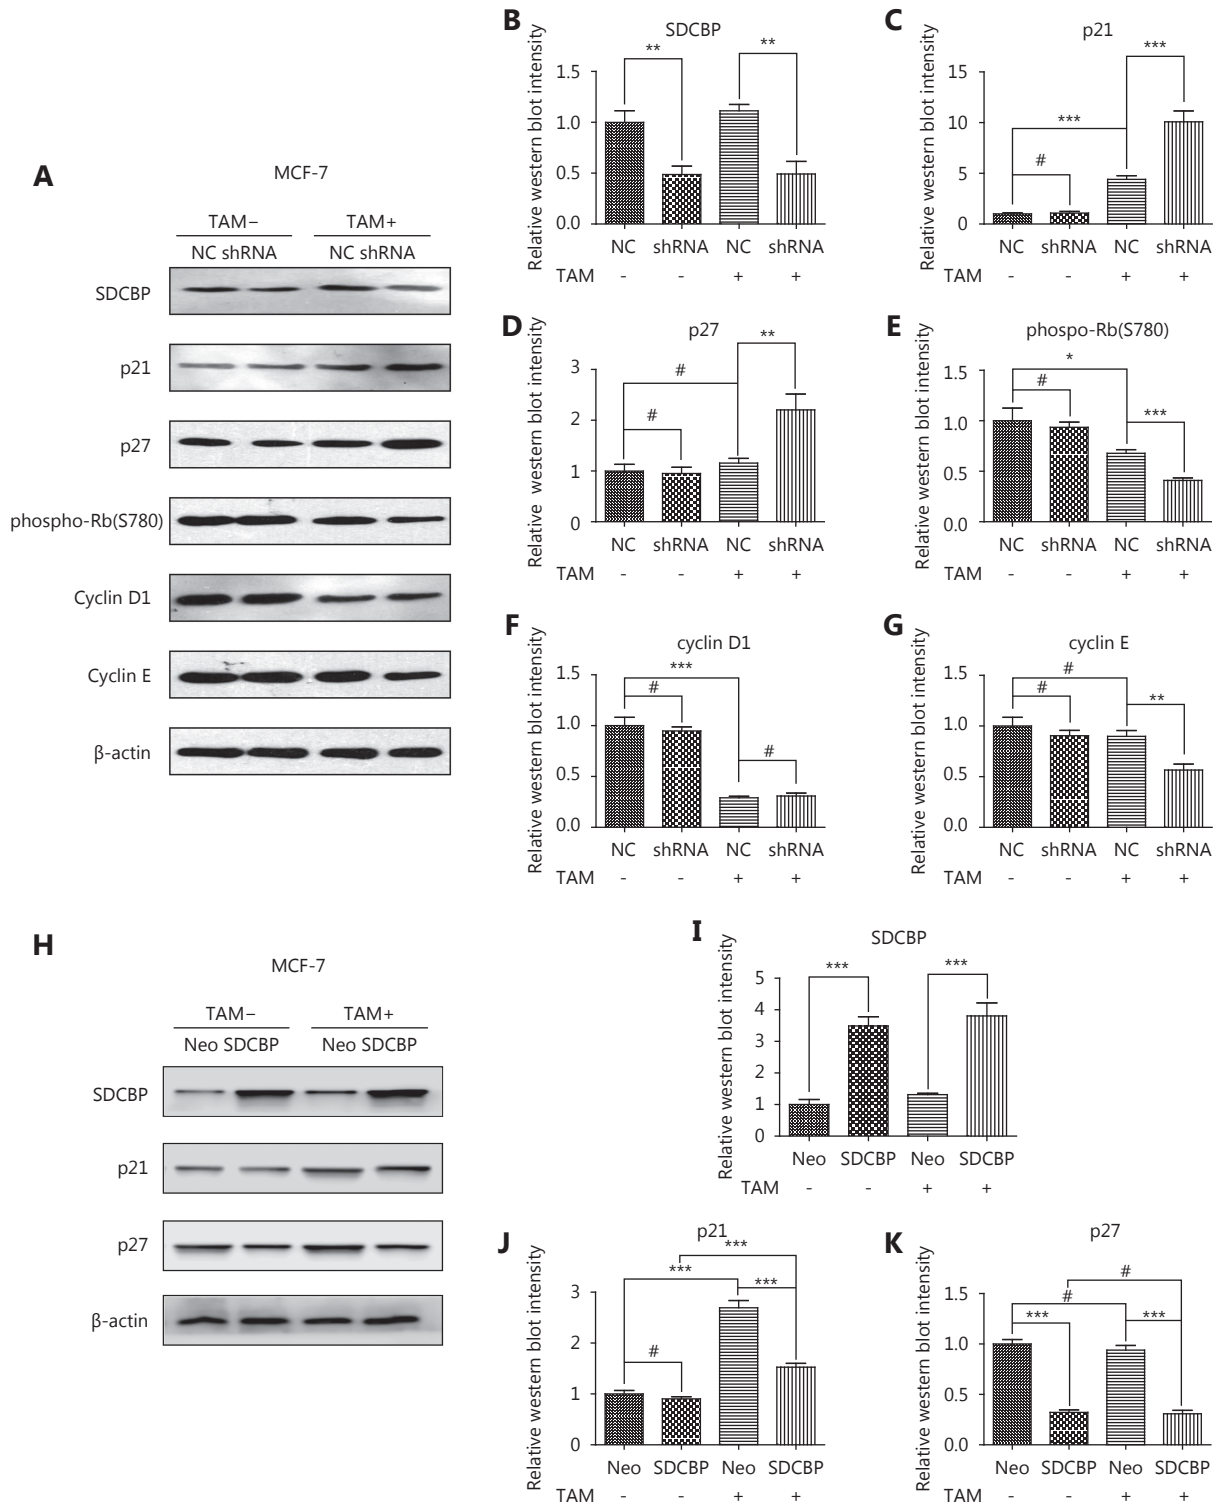 A
MCF-7
TAM− TAM+
NC shRNA NC shRNA
SDCBP
p21
p27
phospho-Rb(S780)
Cyclin D1
Cyclin E
β-actin
B
SDCBP
Relative western blot intensity
** **
1.5
1.0
0.5
0.0
NC shRNA NC shRNA
TAM - - + +
C
p21
Relative western blot intensity
***
***
#
15
10
5
0
NC shRNA NC shRNA
TAM - - + +
D
p27
Relative western blot intensity
**
#
#
3
2
1
0
NC shRNA NC shRNA
TAM - - + +
E
phospo-Rb(S780)
Relative western blot intensity
*
#
***
1.5
1.0
0.5
0.0
NC shRNA NC shRNA
TAM - - + +
F
cyclin D1
Relative western blot intensity
***
#
#
1.5
1.0
0.5
0.0
NC shRNA NC shRNA
TAM - - + +
G
cyclin E
Relative western blot intensity
#
#
**
1.5
1.0
0.5
0.0
NC shRNA NC shRNA
TAM - - + +
H
MCF-7
TAM− TAM+
Neo SDCBP Neo SDCBP
SDCBP
p21
p27
β-actin
I
SDCBP
Relative western blot intensity
*** ***
5
4
3
2
1
0
Neo SDCBP Neo SDCBP
TAM - - + +
J
p21
Relative western blot intensity
***
***
***
#
3
2
1
0
Neo SDCBP Neo SDCBP
TAM - - + +
K
p27
Relative western blot intensity
#
#
*** ***
1.5
1.0
0.5
0.0
Neo SDCBP Neo SDCBP
TAM - - + +